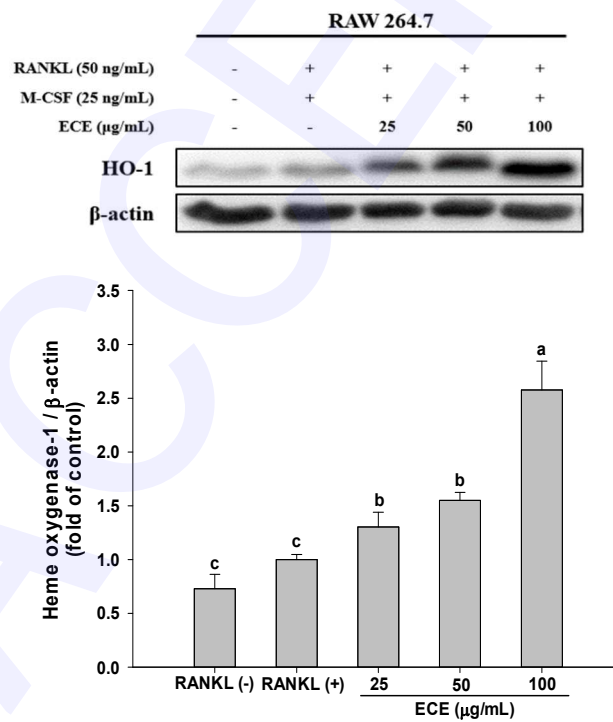 RAW 264.7
RANKL (50 ng/mL) - + + + +
M-CSF (25 ng/mL) - + + + +
ECE (μg/mL) - - 25 50 100
HO-1
β-actin
Heme oxygenase-1 / β-actin
(fold of control)
3.5
3.0
2.5
2.0
1.5
1.0
0.5
0.0
c
c
b
b
a
RANKL (-) RANKL (+) 25 50 100
ECE (μg/mL)